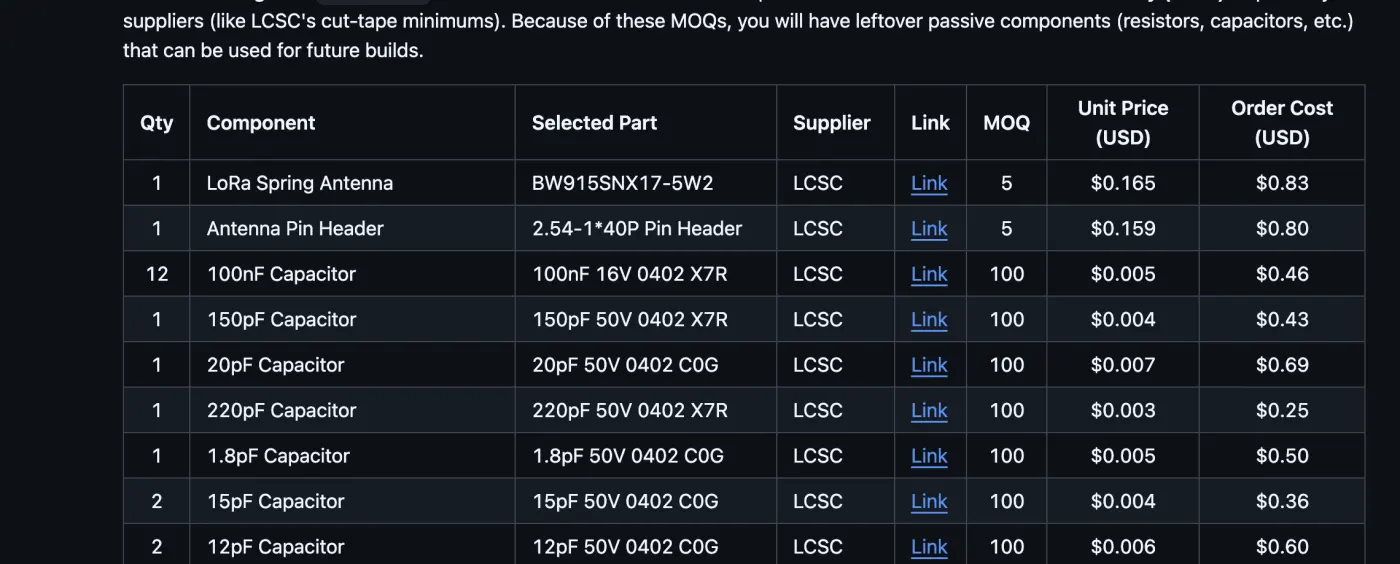 suppliers (like LCSC's cut-tape minimums). Because of these MOQs, you will have leftover passive components (resistors, capacitors, etc.)
that can be used for future builds.
Qty Component Selected Part Supplier Link MOQ Unit Price (USD) Order Cost (USD)
1 LoRa Spring Antenna BW915SNX17-5W2 LCSC Link 5 $0.165 $0.83
1 Antenna Pin Header 2.54-1*40P Pin Header LCSC Link 5 $0.159 $0.80
12 100nF Capacitor 100nF 16V 0402 X7R LCSC Link 100 $0.005 $0.46
1 150pF Capacitor 150pF 50V 0402 X7R LCSC Link 100 $0.004 $0.43
1 20pF Capacitor 20pF 50V 0402 C0G LCSC Link 100 $0.007 $0.69
1 220pF Capacitor 220pF 50V 0402 X7R LCSC Link 100 $0.003 $0.25
1 1.8pF Capacitor 1.8pF 50V 0402 C0G LCSC Link 100 $0.005 $0.50
2 15pF Capacitor 15pF 50V 0402 C0G LCSC Link 100 $0.004 $0.36
2 12pF Capacitor 12pF 50V 0402 C0G LCSC Link 100 $0.006 $0.60